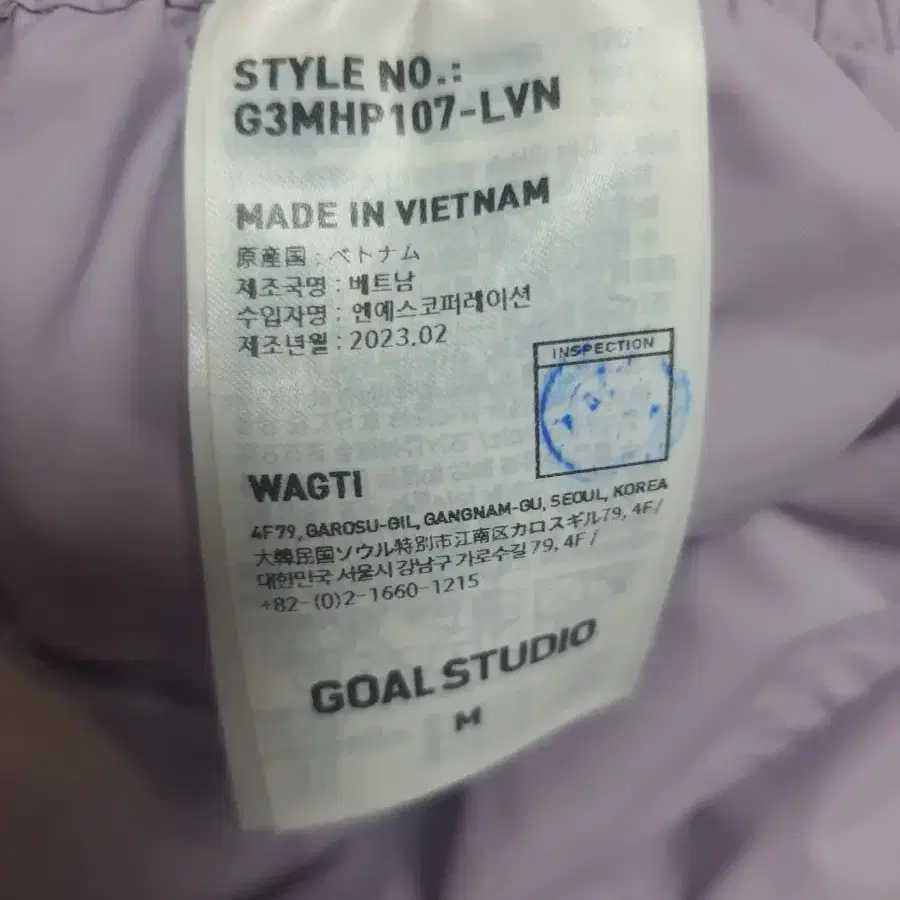 STYLE NO.:
G3MHP107-LVN
MADE IN VIETNAM
原産国 : ベトナム
제조국명 : 베트남
수입자명 : 엔에스코퍼레이션
제조년월 : 2023.02
INSPECTION
WAGTI
4F79, GAROSU-GIL, GANGNAM-GU, SEOUL, KOREA
大韓民国ソウル特別市江南区カロスギル79, 4F /
대한민국 서울시 강남구 가로수길 79, 4F /
+82-(0)2-1660-1215
GOALSTUDIO
M